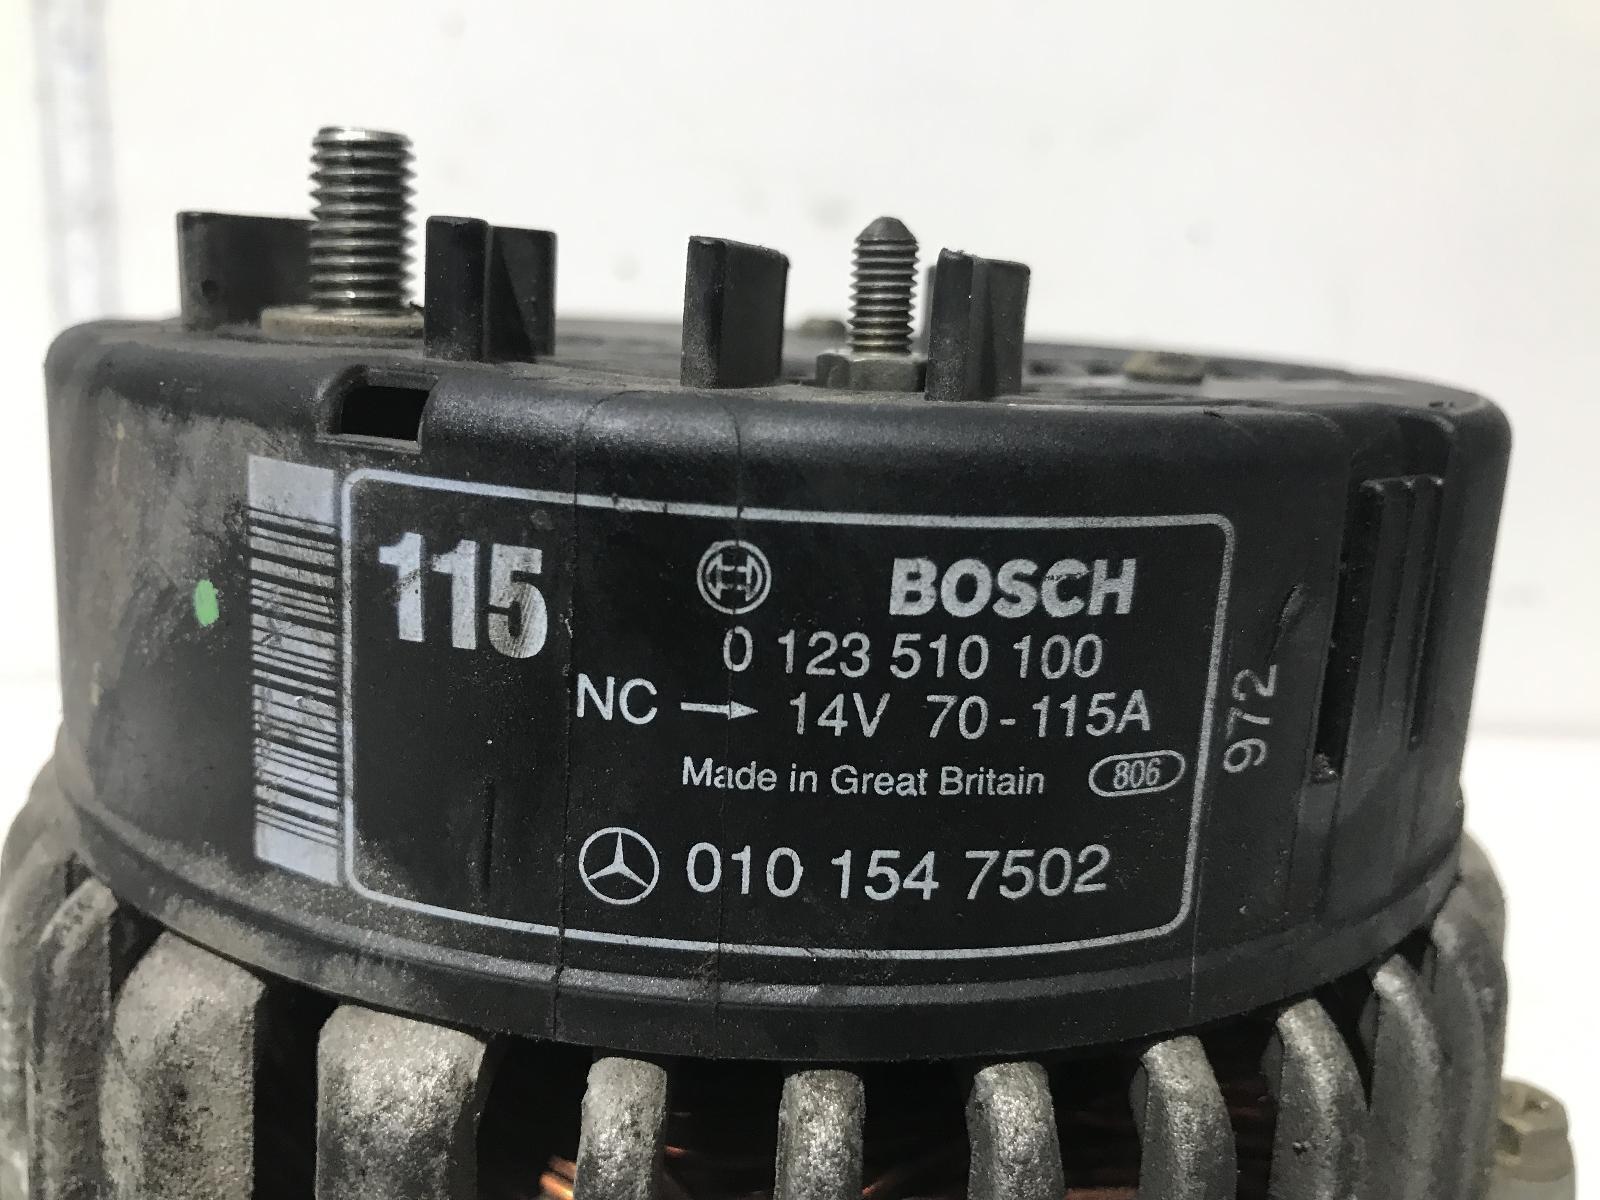 115
BOSCH
0 123 510 100
NC → 14V 70-115A
Made in Great Britain 806
010 154 7502
972